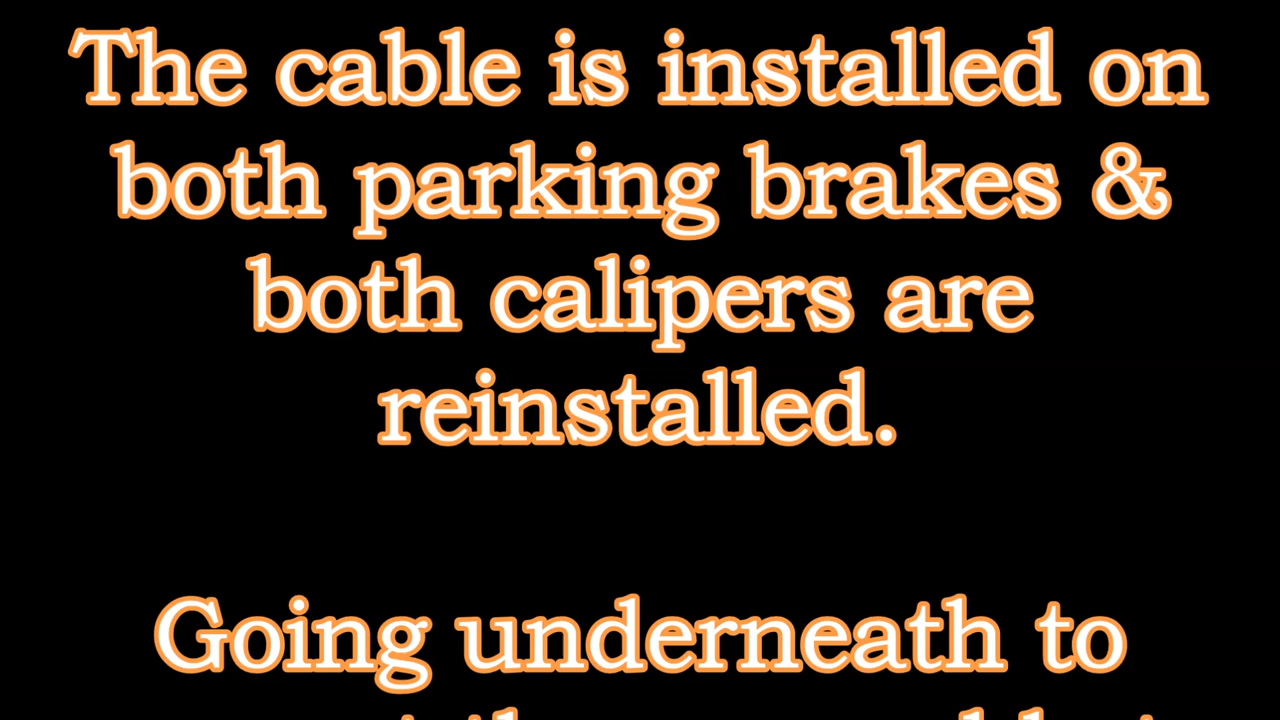 The cable is installed on
both parking brakes &
both calipers are
reinstalled.
Going underneath to